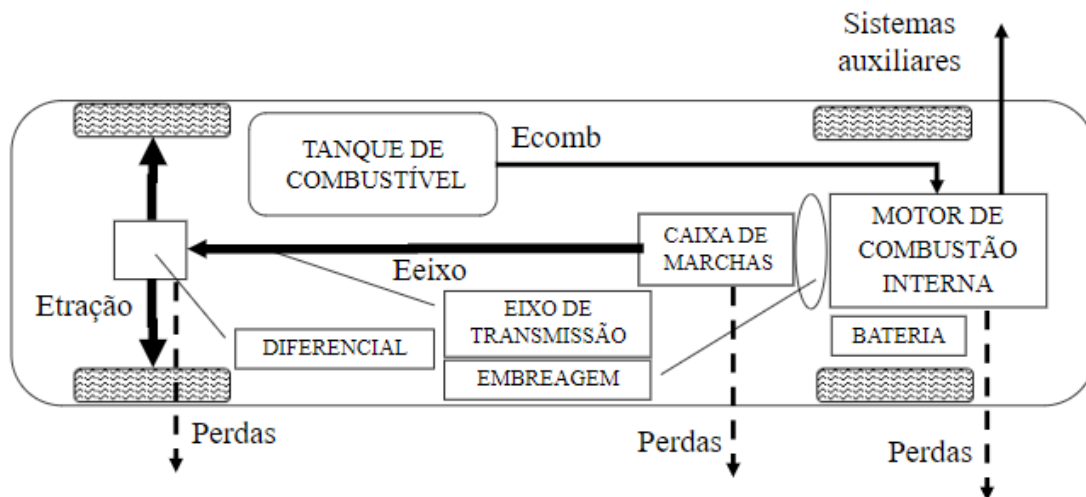 Sistemas
auxiliares
TANQUE DE
COMBUSTÍVEL
Ecomb
MOTOR DE
COMBUSTÃO
INTERNA
CAIXA DE
MARCHAS
Eeixo
Etração
EIXO DE
TRANSMISSÃO
DIFERENCIAL
EMBREAGEM
BATERIA
Perdas
Perdas
Perdas